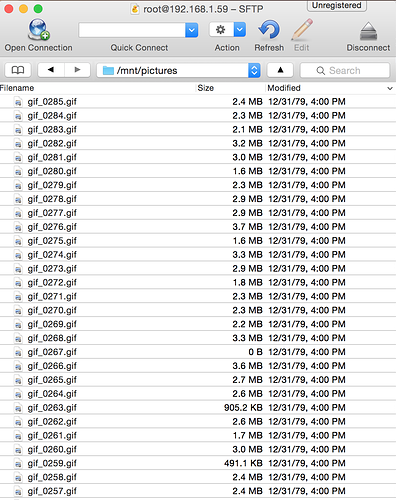 root@192.168.1.59 – SFTP
Unregistered
Open Connection Quick Connect Action Refresh Edit Disconnect
/mnt/pictures Search
Filename Size Modified
gif_0285.gif 2.4 MB 12/31/79, 4:00 PM
gif_0284.gif 2.3 MB 12/31/79, 4:00 PM
gif_0283.gif 2.1 MB 12/31/79, 4:00 PM
gif_0282.gif 3.2 MB 12/31/79, 4:00 PM
gif_0281.gif 3.0 MB 12/31/79, 4:00 PM
gif_0280.gif 1.6 MB 12/31/79, 4:00 PM
gif_0279.gif 2.3 MB 12/31/79, 4:00 PM
gif_0278.gif 2.9 MB 12/31/79, 4:00 PM
gif_0277.gif 2.9 MB 12/31/79, 4:00 PM
gif_0276.gif 3.7 MB 12/31/79, 4:00 PM
gif_0275.gif 1.6 MB 12/31/79, 4:00 PM
gif_0274.gif 3.3 MB 12/31/79, 4:00 PM
gif_0273.gif 2.9 MB 12/31/79, 4:00 PM
gif_0272.gif 1.8 MB 12/31/79, 4:00 PM
gif_0271.gif 2.3 MB 12/31/79, 4:00 PM
gif_0270.gif 2.3 MB 12/31/79, 4:00 PM
gif_0269.gif 2.2 MB 12/31/79, 4:00 PM
gif_0268.gif 3.3 MB 12/31/79, 4:00 PM
gif_0267.gif 0 B 12/31/79, 4:00 PM
gif_0266.gif 3.6 MB 12/31/79, 4:00 PM
gif_0265.gif 2.7 MB 12/31/79, 4:00 PM
gif_0264.gif 2.6 MB 12/31/79, 4:00 PM
gif_0263.gif 905.2 KB 12/31/79, 4:00 PM
gif_0262.gif 2.6 MB 12/31/79, 4:00 PM
gif_0261.gif 1.7 MB 12/31/79, 4:00 PM
gif_0260.gif 3.0 MB 12/31/79, 4:00 PM
gif_0259.gif 491.1 KB 12/31/79, 4:00 PM
gif_0258.gif 2.4 MB 12/31/79, 4:00 PM
gif_0257.gif 2.4 MB 12/31/79, 4:00 PM